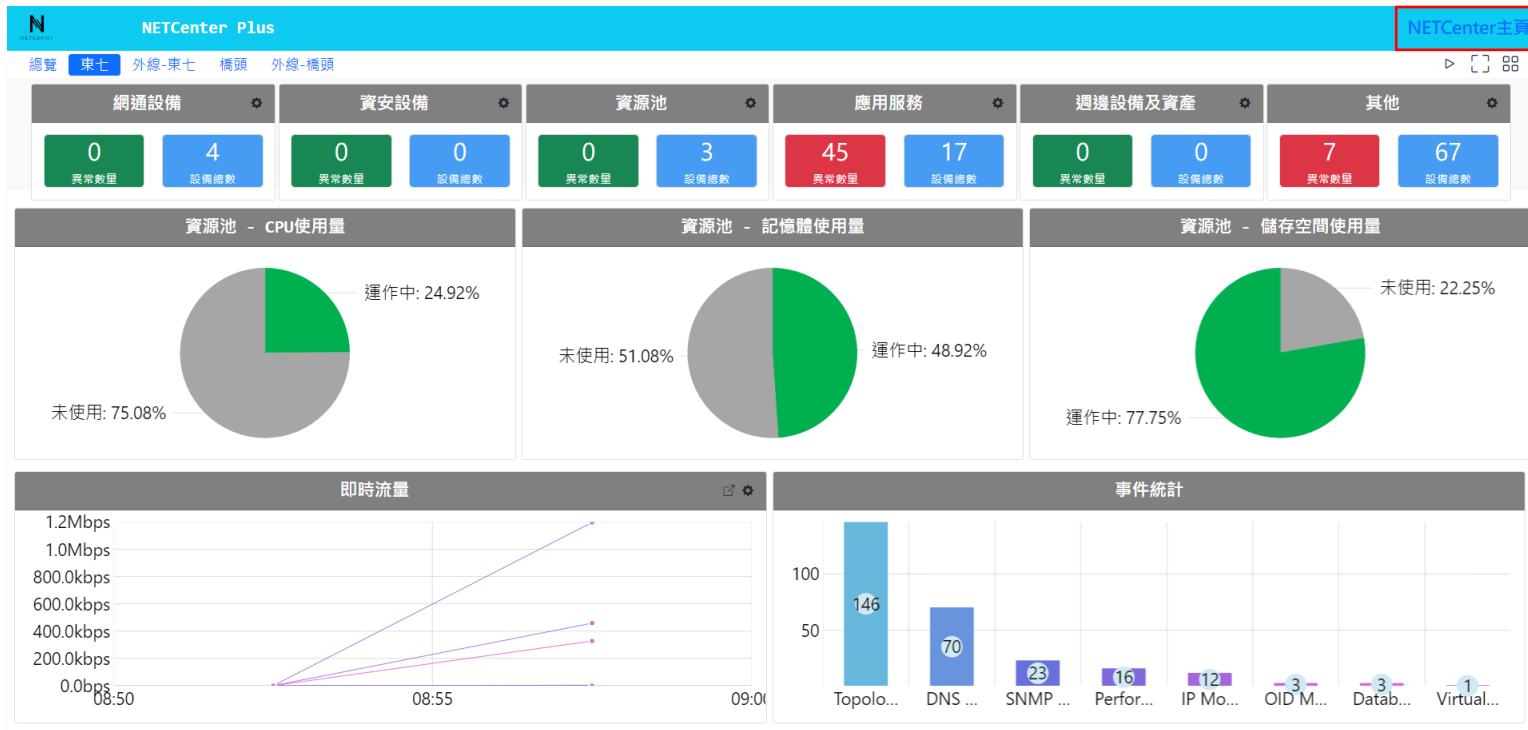 NETCenter
NETCenter Plus
NETCenter主頁
總覽 東七 外線-東七 橋頭 外線-橋頭
網通設備 資安設備 資源池 應用服務 週邊設備及資產 其他
0 4 0 0 0 3 45 17 0 0 7 67
異常數量 設備總數 異常數量 設備總數 異常數量 設備總數 異常數量 設備總數 異常數量 設備總數 異常數量 設備總數
資源池 - CPU使用量
運作中: 24.92%
未使用: 75.08%
資源池 - 記憶體使用量
運作中: 48.92%
未使用: 51.08%
資源池 - 儲存空間使用量
未使用: 22.25%
運作中: 77.75%
即時流量
1.2Mbps
1.0Mbps
800.0kbps
600.0kbps
400.0kbps
200.0kbps
0.0bps
08:50 08:55 09:00
事件統計
100
50
146 70 23 16 12 3 3 1
Topolo... DNS ... SNMP ... Perfor... IP Mo... OID M... Datab... Virtual...